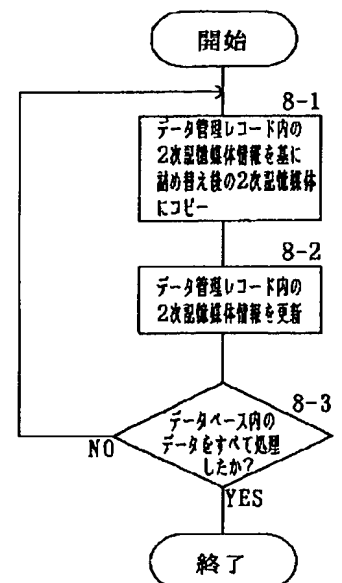 開始
8-1
データ管理レコード内の
2次記憶媒体情報を基に
詰め替え後の2次記憶媒体
にコピー
8-2
データ管理レコード内の
2次記憶媒体情報を更新
8-3
データベース内の
データをすべて処理
したか?
NO
YES
終了